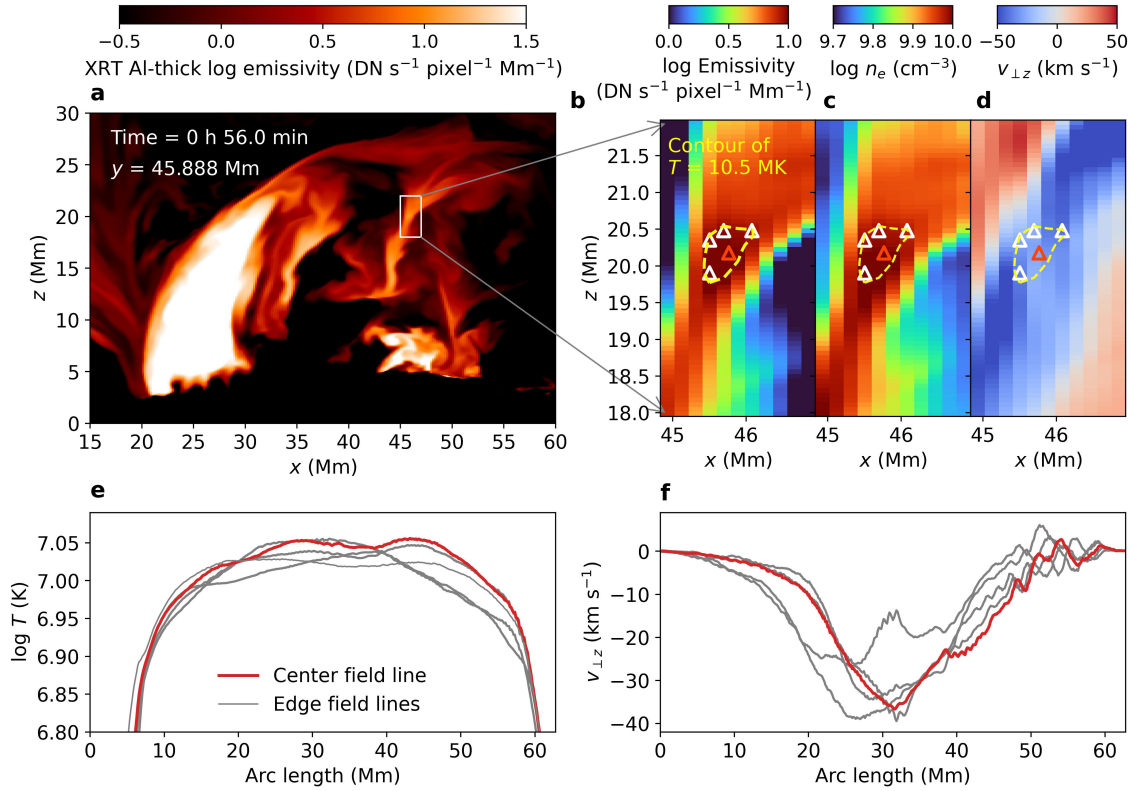 −0.5 0.0 0.5 1.0 1.5
XRT Al-thick log emissivity (DN s⁻¹ pixel⁻¹ Mm⁻¹)
0.0 0.5 1.0
log Emissivity
(DN s⁻¹ pixel⁻¹ Mm⁻¹)
9.7 9.8 9.9 10.0
log nₑ (cm⁻³)
−50 0 50
v⊥z (km s⁻¹)
a
Time = 0 h 56.0 min
y = 45.888 Mm
30
25
20
15
10
5
0
z (Mm)
15 20 25 30 35 40 45 50 55 60
x (Mm)
b
c
d
Contour of
T = 10.5 MK
21.5
21.0
20.5
20.0
19.5
19.0
18.5
18.0
z (Mm)
45 46
x (Mm)
45 46
x (Mm)
45 46
x (Mm)
e
7.05
7.00
6.95
6.90
6.85
6.80
log T (K)
Center field line
Edge field lines
0 10 20 30 40 50 60
Arc length (Mm)
f
0
−10
−20
−30
−40
v⊥z (km s⁻¹)
0 10 20 30 40 50 60
Arc length (Mm)